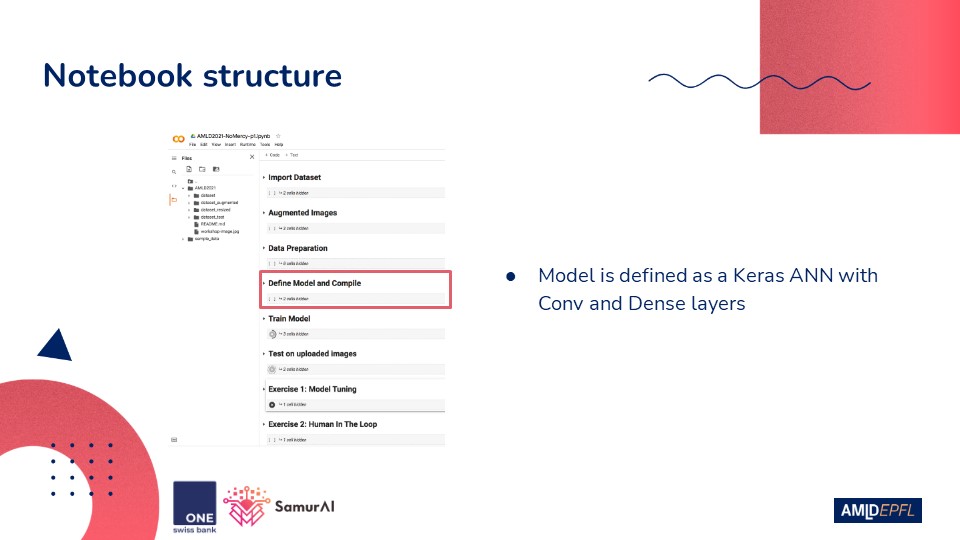 Notebook structure
AMLD2021-NoMercy-p1.ipynb
File Edit View Insert Runtime Tools Help
Files
+ Code + Text
..
AMLD2021
dataset
dataset_augmented
dataset_resized
dataset_test
README.md
workshop-image.jpg
sample_data
Import Dataset
[ ] ↳ 2 cells hidden
Augmented Images
[ ] ↳ 2 cells hidden
Data Preparation
[ ] ↳ 9 cells hidden
Define Model and Compile
[ ] ↳ 2 cells hidden
Train Model
↳ 3 cells hidden
Test on uploaded images
↳ 2 cells hidden
Exercise 1: Model Tuning
↳ 1 cell hidden
Exercise 2: Human In The Loop
[ ] ↳ 1 cell hidden
● Model is defined as a Keras ANN with
Conv and Dense layers
ONE
swiss bank
SamurAI
AMLDEPFL